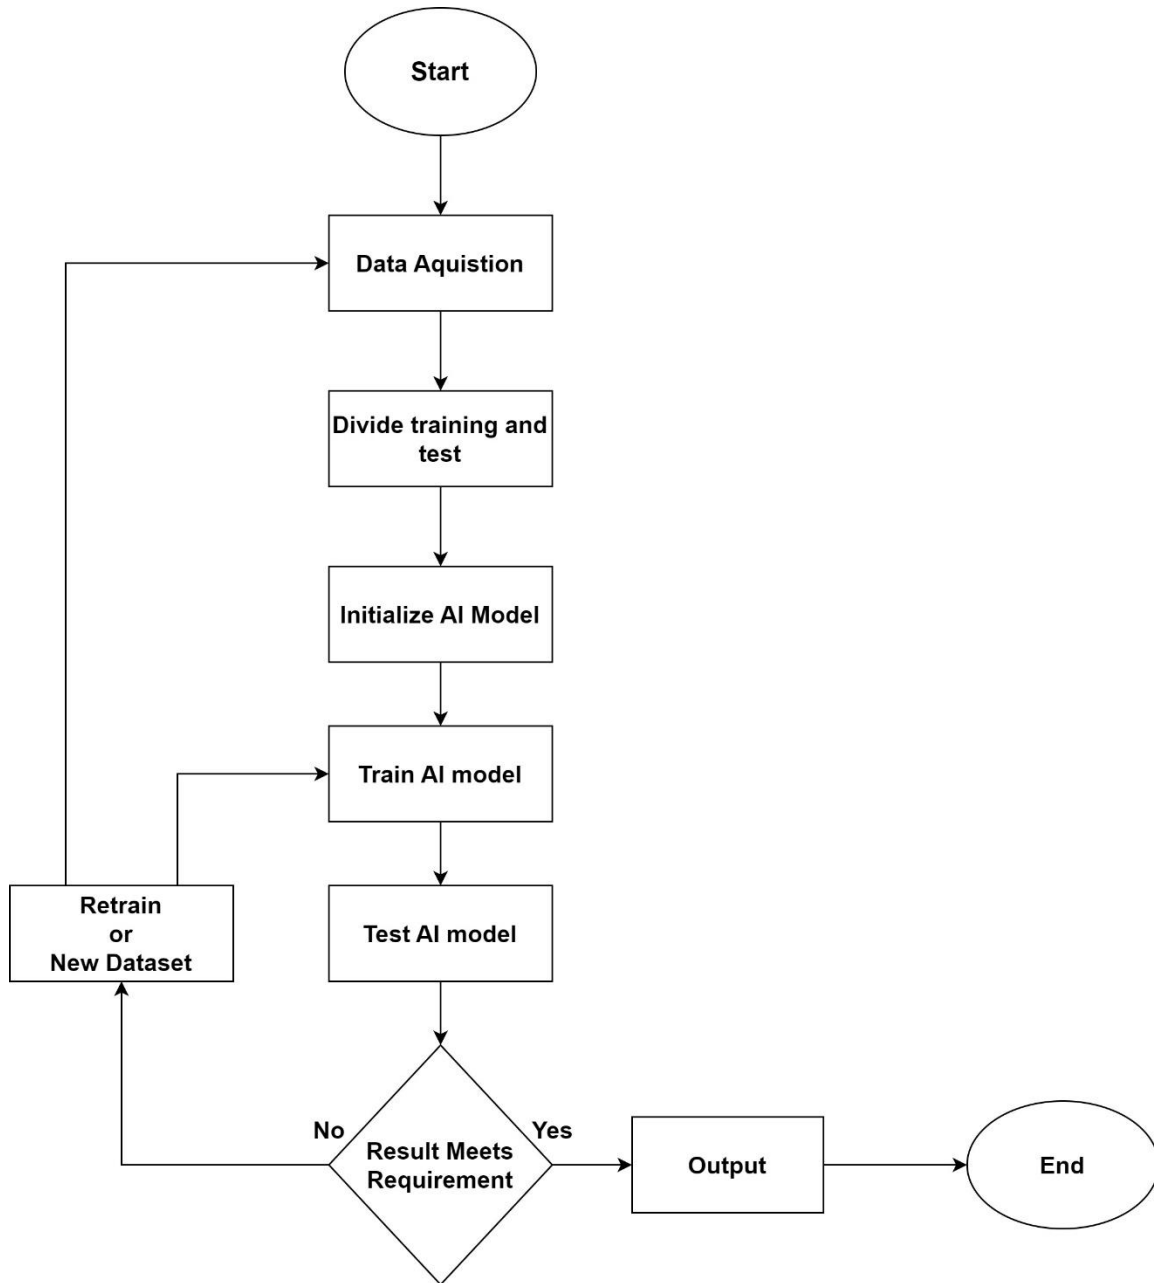 Start
Data Aquistion
Divide training and
test
Initialize AI Model
Train AI model
Retrain
or
New Dataset
Test AI model
No
Yes
Result Meets
Requirement
Output
End